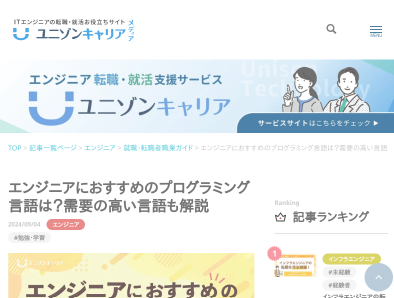 ITエンジニアの転職・就活お役立ちサイト
ユニゾンキャリア メディア
MENU
Unison
Technology
エンジニア転職・就活支援サービス
ユニゾンキャリア
サービスサイトはこちらをチェック ▶
TOP > 記事一覧ページ > エンジニア > 就職・転職者職業ガイド > エンジニアにおすすめのプログラミング言語は？需要の高い言語
エンジニアにおすすめのプログラミング
言語は？需要の高い言語も解説
2024/09/04 エンジニア
#勉強・学習
エンジニアにおすすめの
Ranking
記事ランキング
1
インフラエンジニア
#未経験
#経験者
インフラエンジニアの転